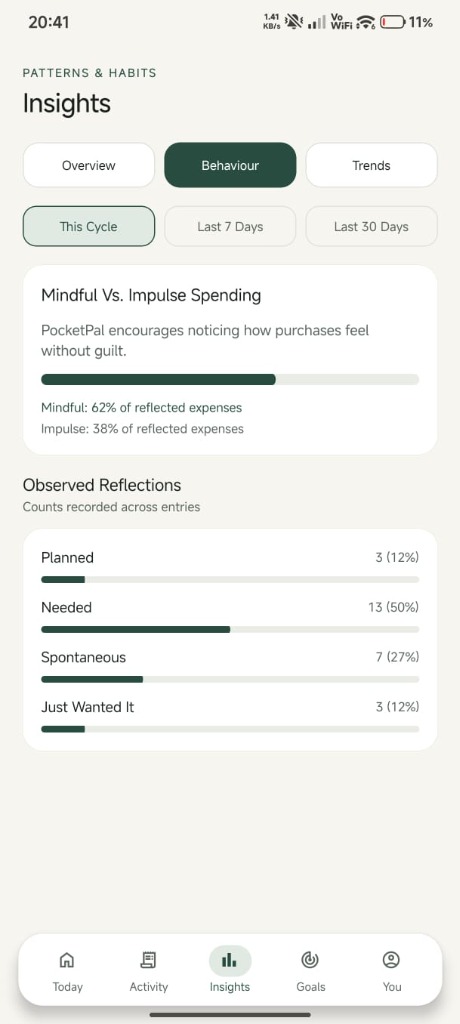 20:41
1.41 KB/s Vo WiFi 6 11%
PATTERNS & HABITS
Insights
Overview Behaviour Trends
This Cycle Last 7 Days Last 30 Days
Mindful Vs. Impulse Spending
PocketPal encourages noticing how purchases feel
without guilt.
Mindful: 62% of reflected expenses
Impulse: 38% of reflected expenses
Observed Reflections
Counts recorded across entries
Planned 3 (12%)
Needed 13 (50%)
Spontaneous 7 (27%)
Just Wanted It 3 (12%)
Today Activity Insights Goals You